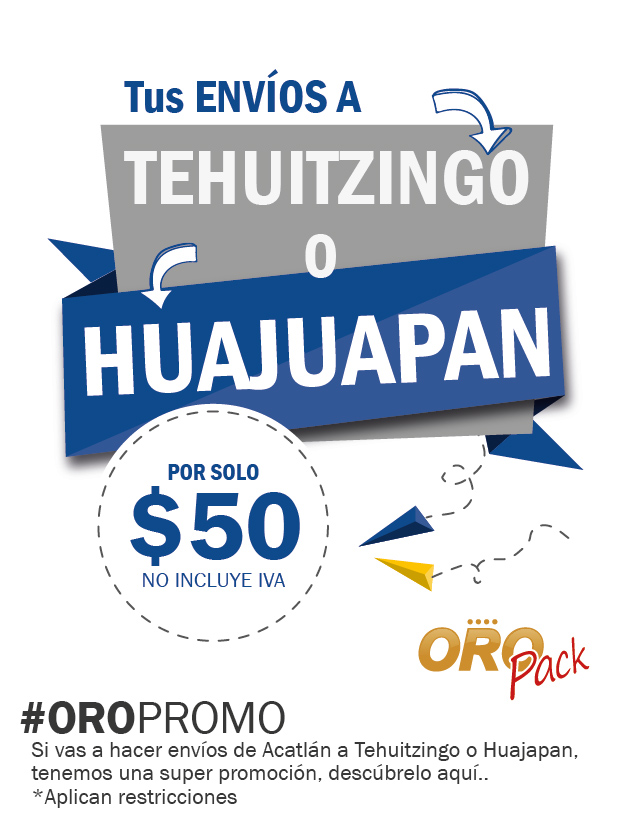 Tus ENVÍOS A
TEHUITZINGO
O
HUAJUAPAN
POR SOLO
$50
NO INCLUYE IVA
ORO
Pack
#OROPROMO
Si vas a hacer envíos de Acatlán a Tehuitzingo o Huajapan,
tenemos una super promoción, descúbrelo aquí..
*Aplican restricciones